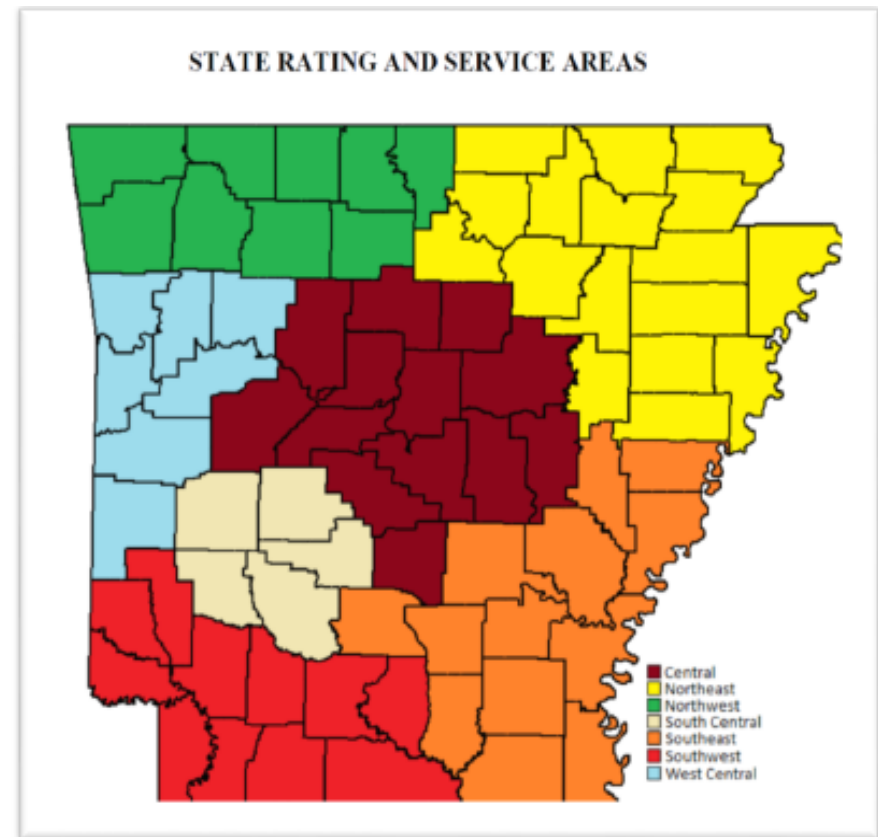 STATE RATING AND SERVICE AREAS
Central
Northeast
Northwest
South Central
Southeast
Southwest
West Central